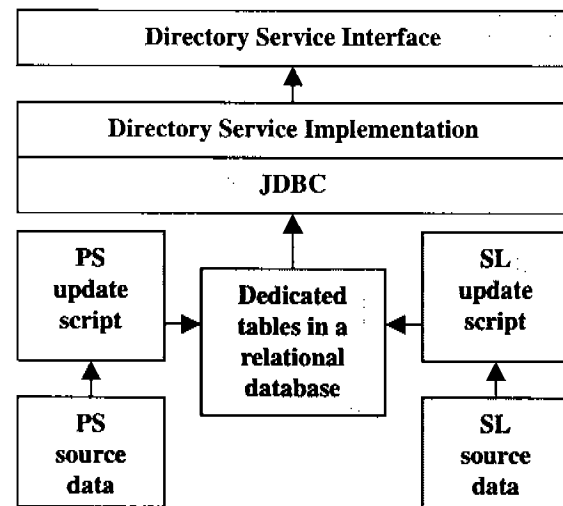 Directory Service Interface
Directory Service Implementation
JDBC
PS
update
script
Dedicated
tables in a
relational
database
SL
update
script
PS
source
data
SL
source
data